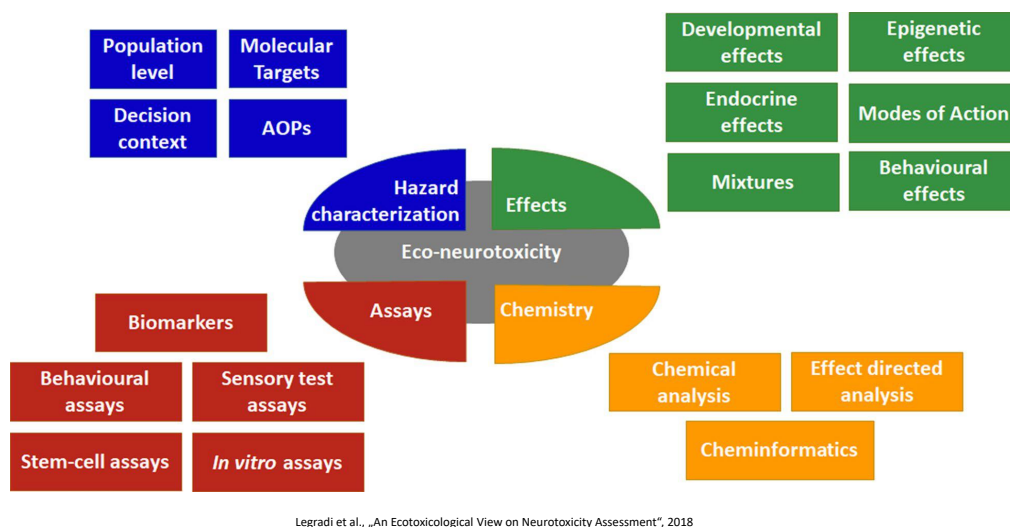 Population
level
Molecular
Targets
Decision
context
AOPs
Developmental
effects
Epigenetic
effects
Endocrine
effects
Modes of Action
Mixtures
Behavioural
effects
Hazard
characterization
Effects
Eco-neurotoxicity
Assays
Chemistry
Biomarkers
Behavioural
assays
Sensory test
assays
Stem-cell assays
In vitro assays
Chemical
analysis
Effect directed
analysis
Cheminformatics
Legradi et al., „An Ecotoxicological View on Neurotoxicity Assessment“, 2018